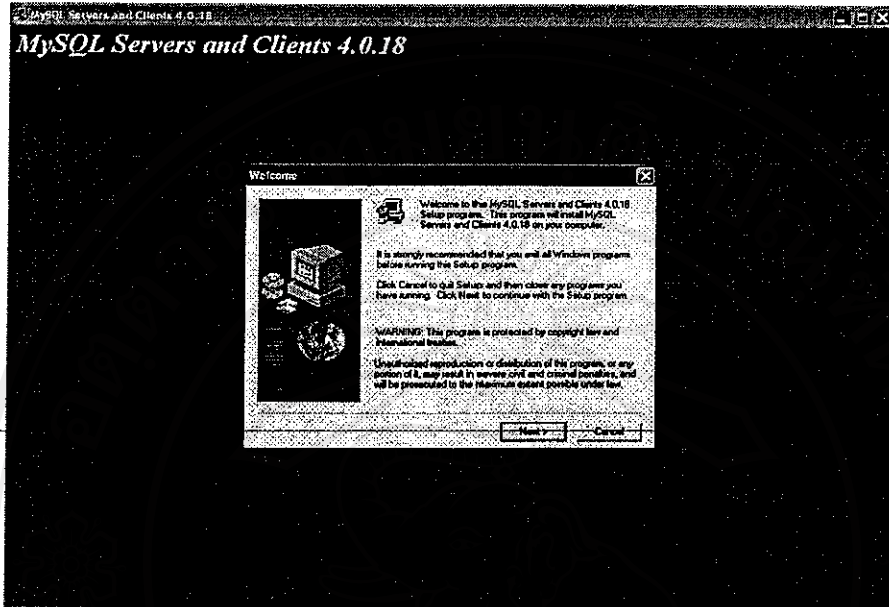 MySQL Servers and Clients 4.0.18
MySQL Servers and Clients 4.0.18
Welcome
Welcome to the MySQL Servers and Clients 4.0.18
Setup program. This program will install MySQL
Servers and Clients 4.0.18 on your computer.
It is strongly recommended that you exit all Windows programs
before running this Setup program.
Click Cancel to quit Setup and then close any programs you
have running. Click Next to continue with the Setup program.
WARNING: This program is protected by copyright law and
international treaties.
Unauthorized reproduction or distribution of this program, or any
portion of it, may result in severe civil and criminal penalties, and
will be prosecuted to the maximum extent possible under law.
Next >
Cancel